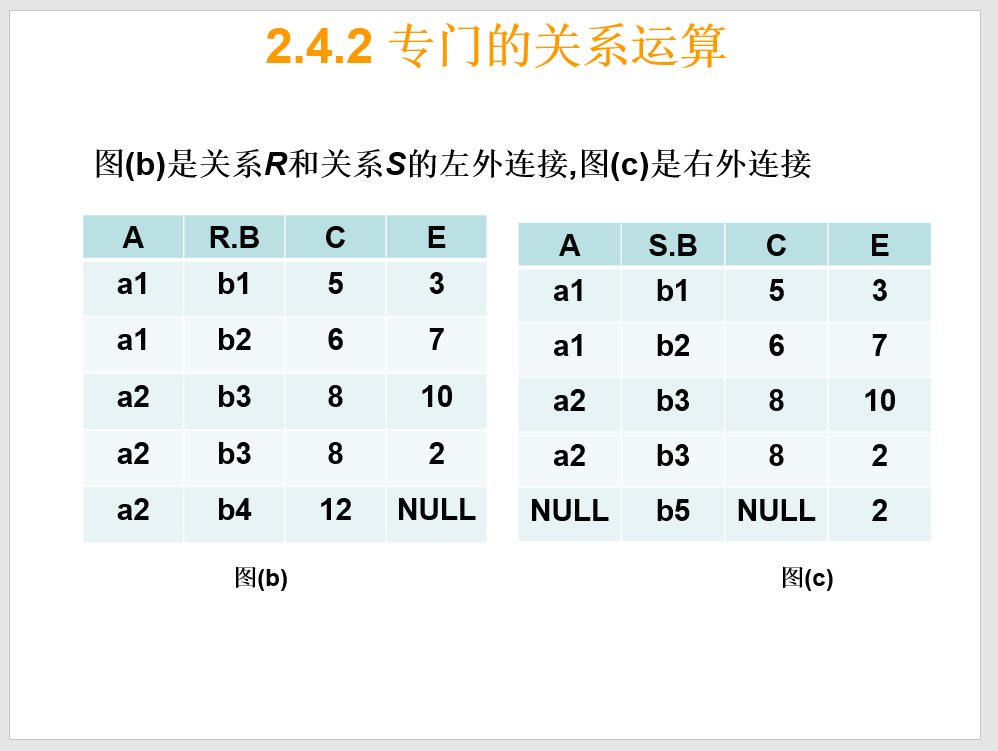 2.4.2 专门的关系运算
图(b)是关系R和关系S的左外连接,图(c)是右外连接
A R.B C E
a1 b1 5 3
a1 b2 6 7
a2 b3 8 10
a2 b3 8 2
a2 b4 12 NULL
图(b)
A S.B C E
a1 b1 5 3
a1 b2 6 7
a2 b3 8 10
a2 b3 8 2
NULL b5 NULL 2
图(c)